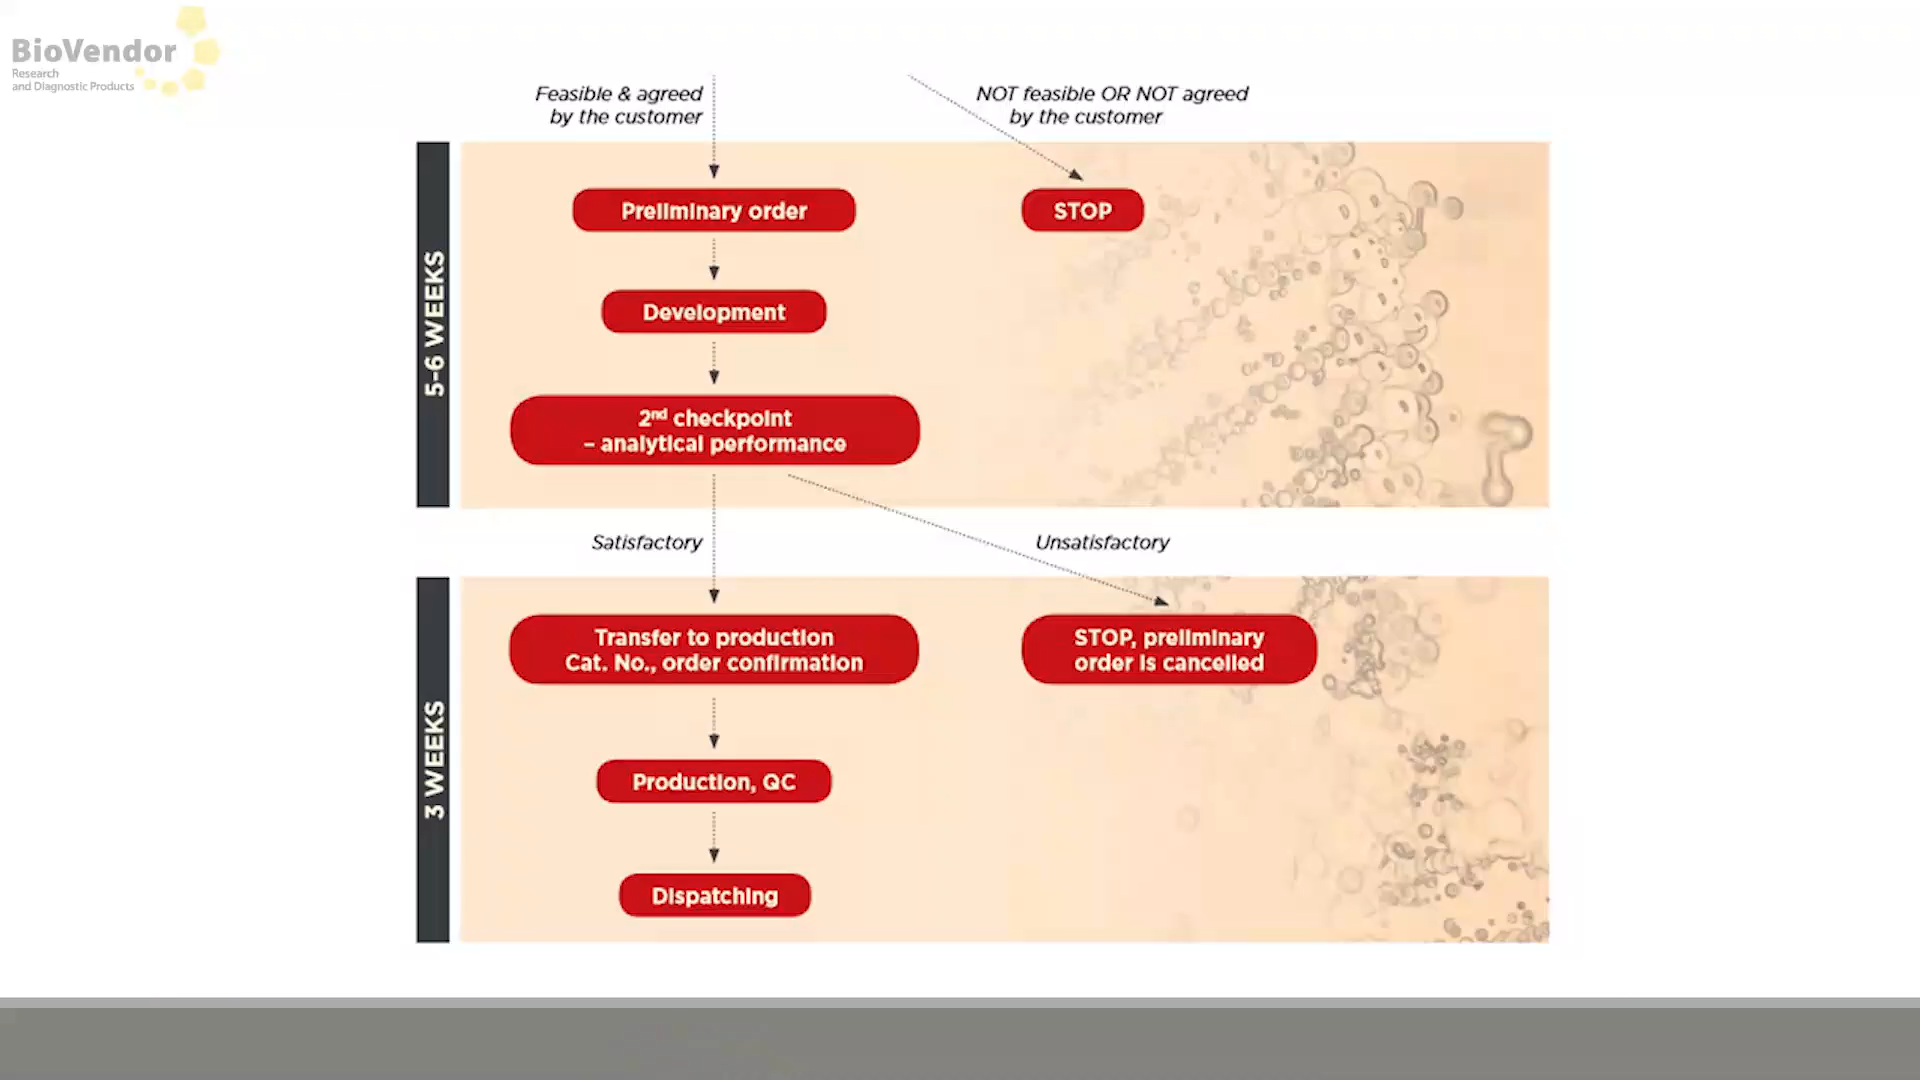 BioVendor
Research
and Diagnostic Products
Feasible & agreed
by the customer
NOT feasible OR NOT agreed
by the customer
5-6 WEEKS
Preliminary order
STOP
Development
2nd checkpoint
– analytical performance
Satisfactory
Unsatisfactory
3 WEEKS
Transfer to production
Cat. No., order confirmation
STOP, preliminary
order is cancelled
Production, QC
Dispatching